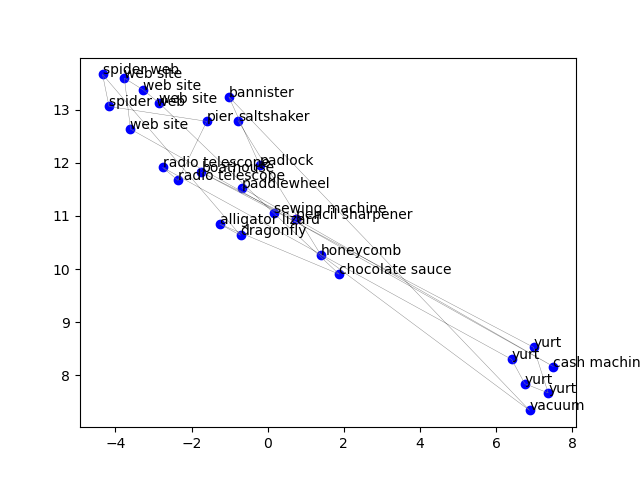 spider web
web site
web site
web site
spider web
bannister
pier
saltshaker
web site
radio telescope
boathouse
padlock
radio telescope
paddlewheel
sewing machine
pencil sharpener
alligator lizard
dragonfly
honeycomb
chocolate sauce
yurt
yurt
cash machin
yurt
yurt
vacuum
13
12
11
10
9
8
−4
−2
0
2
4
6
8